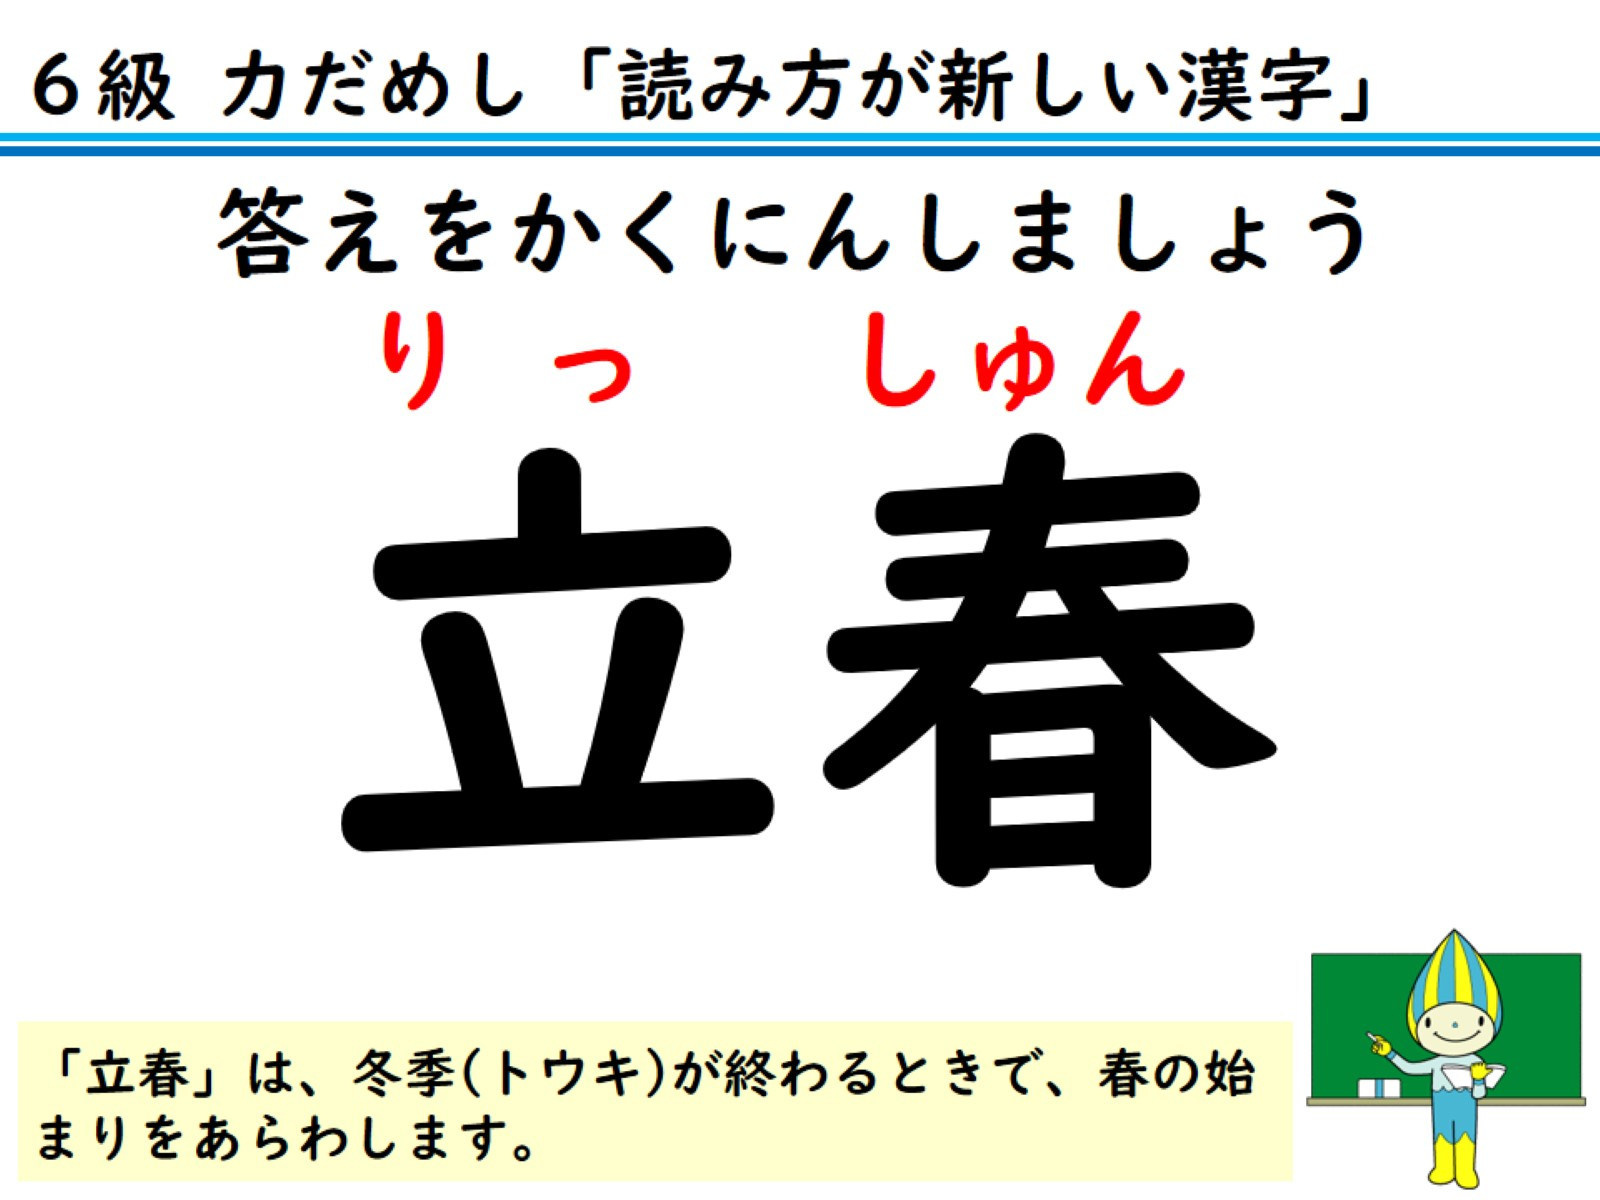 ６級 力だめし「読み方が新しい漢字」
答えをかくにんしましょう
りっ しゅん
立春
「立春」は、冬季(トウキ)が終わるときで、春の始
まりをあらわします。